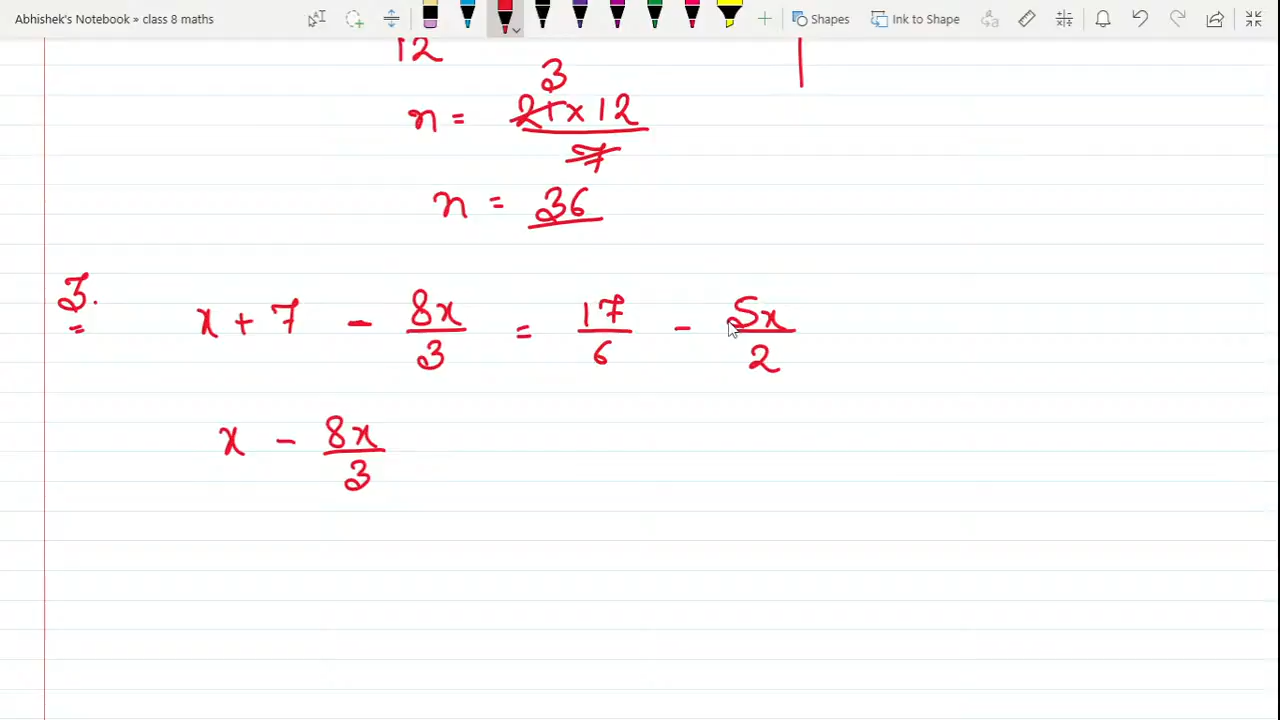 Abhishek's Notebook » class 8 maths
Shapes
Ink to Shape
12
3
n = 21 x 12
7
n = 36
3. x + 7 - 8x/3 = 17/6 - 5x/2
x - 8x/3